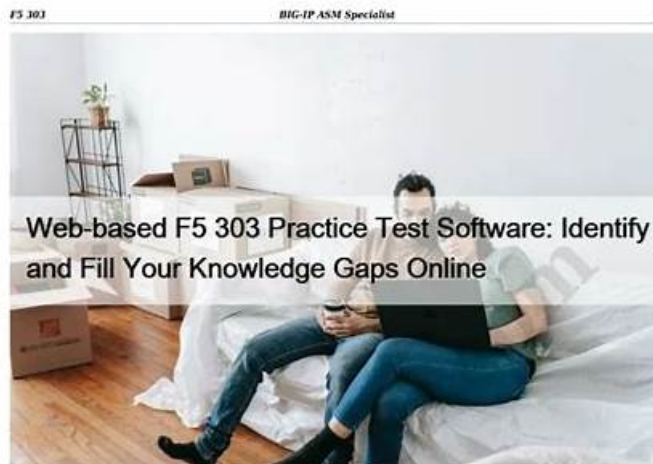 F5 303
BIG-IP ASM Specialist
Web-based F5 303 Practice Test Software: Identify
and Fill Your Knowledge Gaps Online